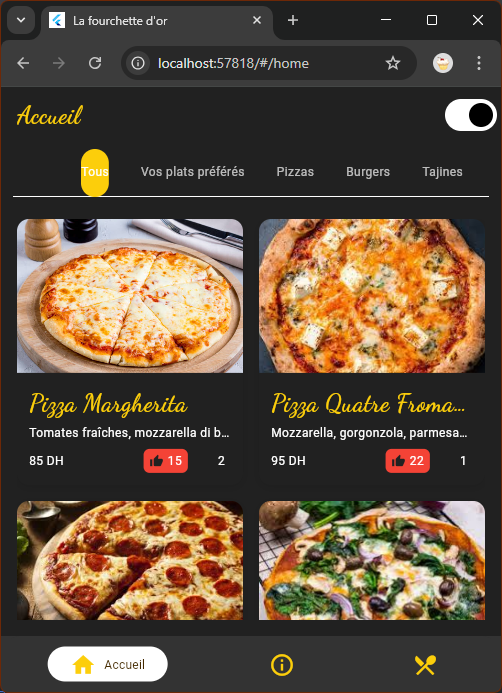 La fourchette d'or
localhost:57818/#/home
Accueil
Tous Vos plats préférés Pizzas Burgers Tajines
Pizza Margherita
Tomates fraîches, mozzarella di b...
85 DH 15 2
Pizza Quatre Froma...
Mozzarella, gorgonzola, parmesa...
95 DH 22 1
Accueil